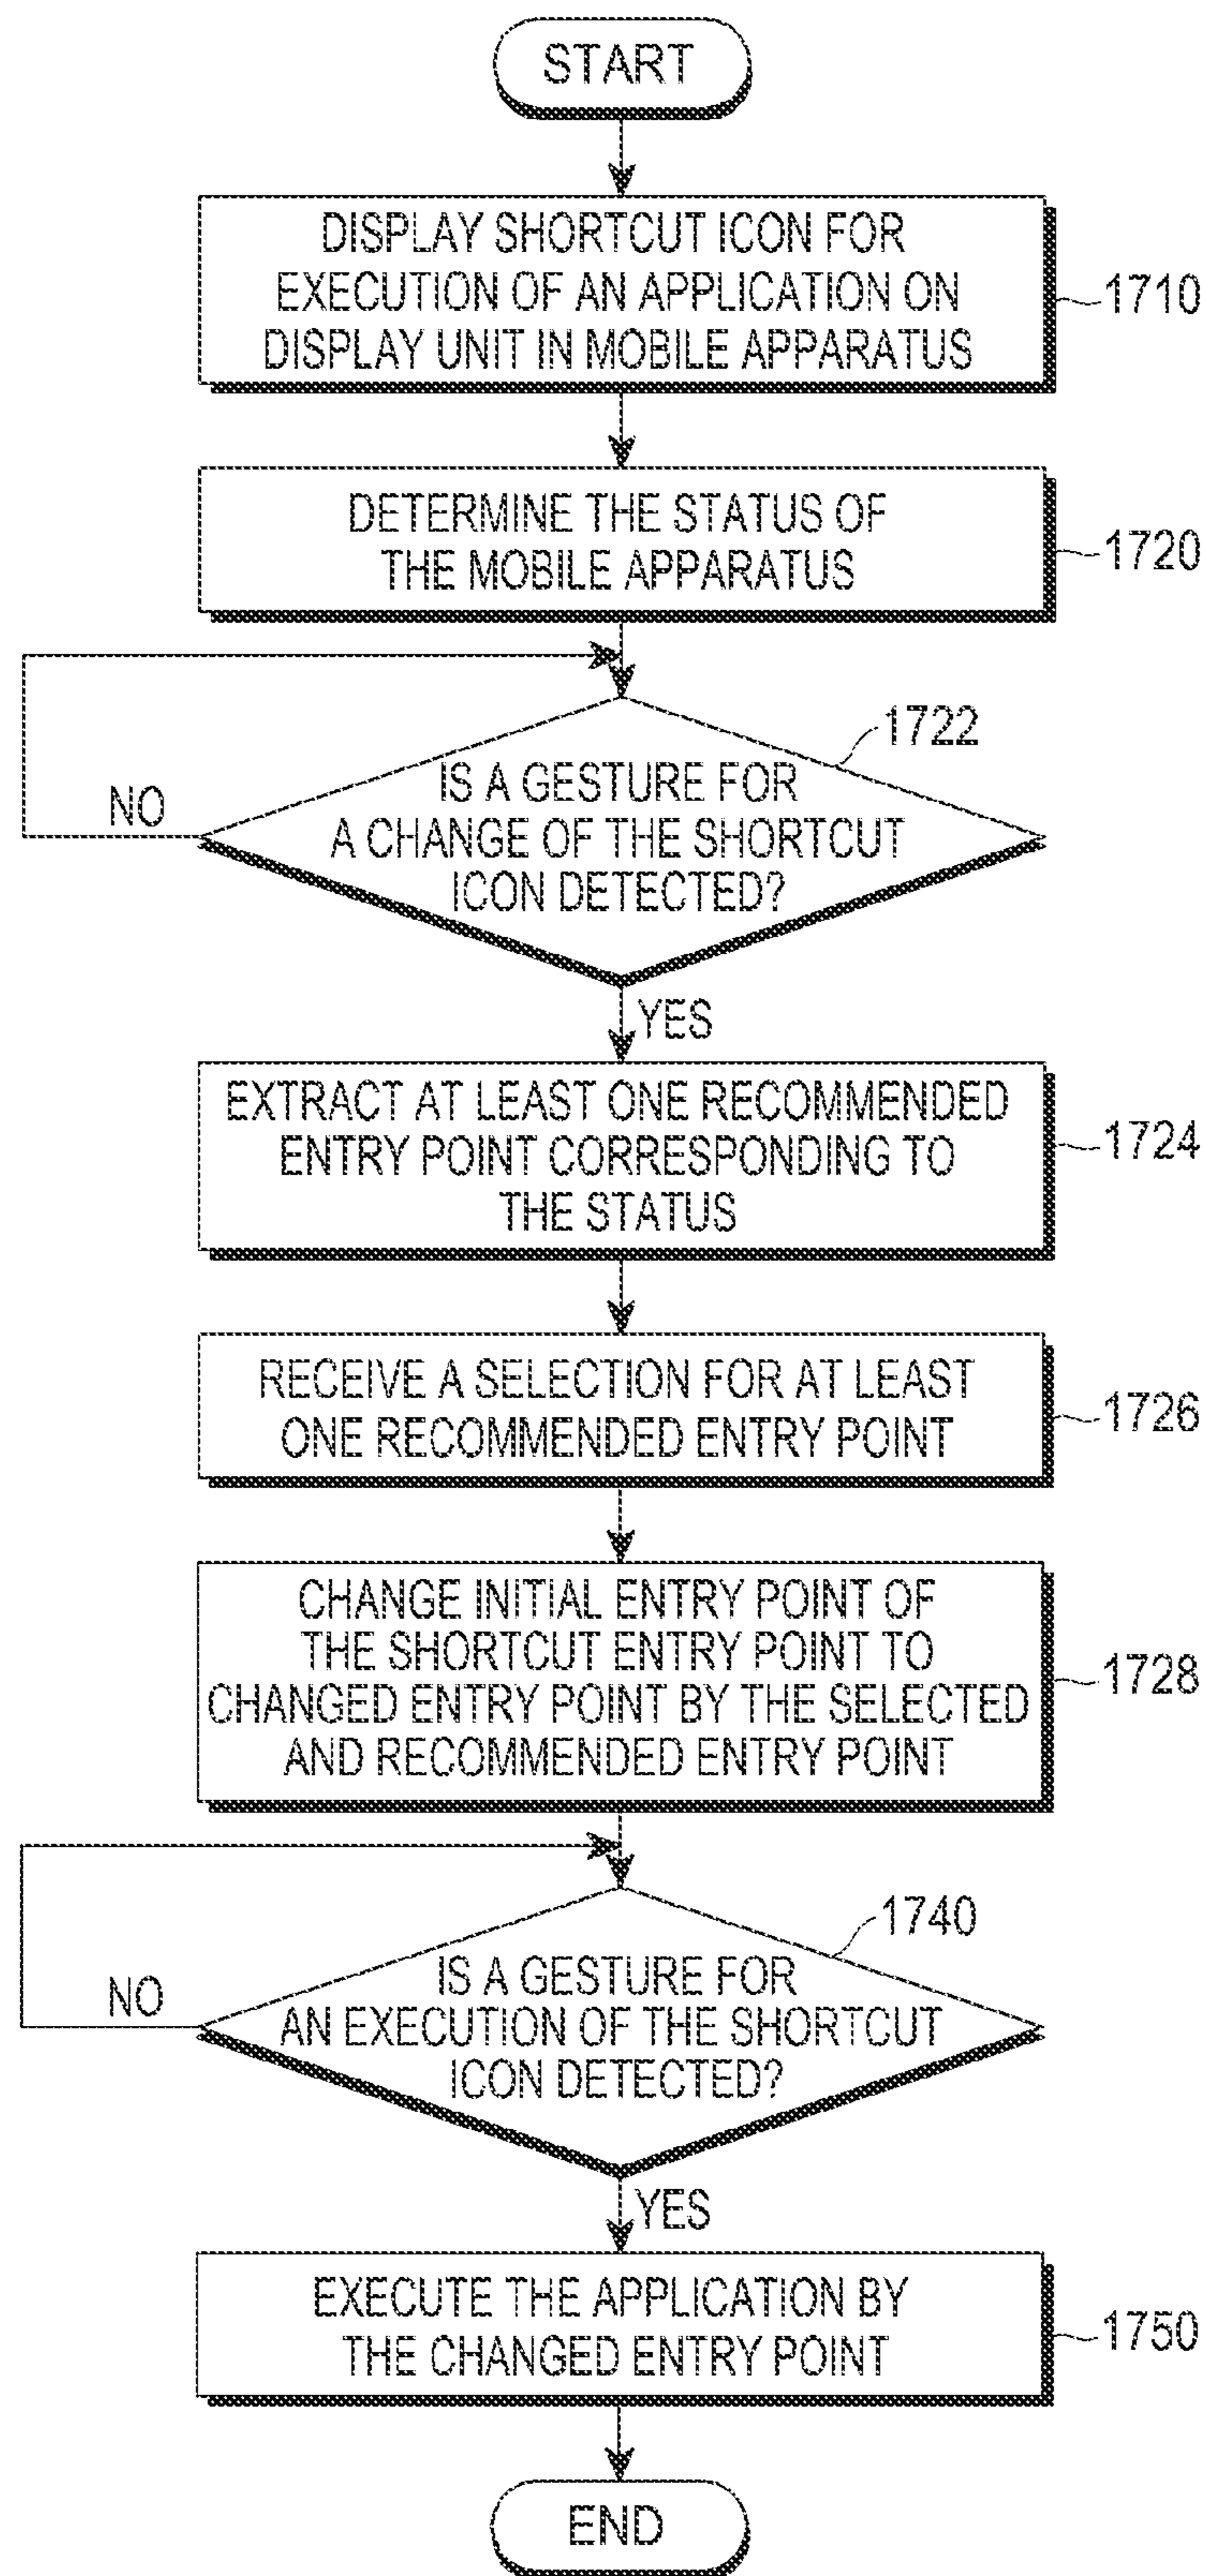 START
DISPLAY SHORTCUT ICON FOR
EXECUTION OF AN APPLICATION ON
DISPLAY UNIT IN MOBILE APPARATUS
1710
DETERMINE THE STATUS OF
THE MOBILE APPARATUS
1720
1722
IS A GESTURE FOR
A CHANGE OF THE SHORTCUT
ICON DETECTED?
NO
YES
EXTRACT AT LEAST ONE RECOMMENDED
ENTRY POINT CORRESPONDING TO
THE STATUS
1724
RECEIVE A SELECTION FOR AT LEAST
ONE RECOMMENDED ENTRY POINT
1726
CHANGE INITIAL ENTRY POINT OF
THE SHORTCUT ENTRY POINT TO
CHANGED ENTRY POINT BY THE SELECTED
AND RECOMMENDED ENTRY POINT
1728
1740
IS A GESTURE FOR
AN EXECUTION OF THE SHORTCUT
ICON DETECTED?
NO
YES
EXECUTE THE APPLICATION BY
THE CHANGED ENTRY POINT
1750
END